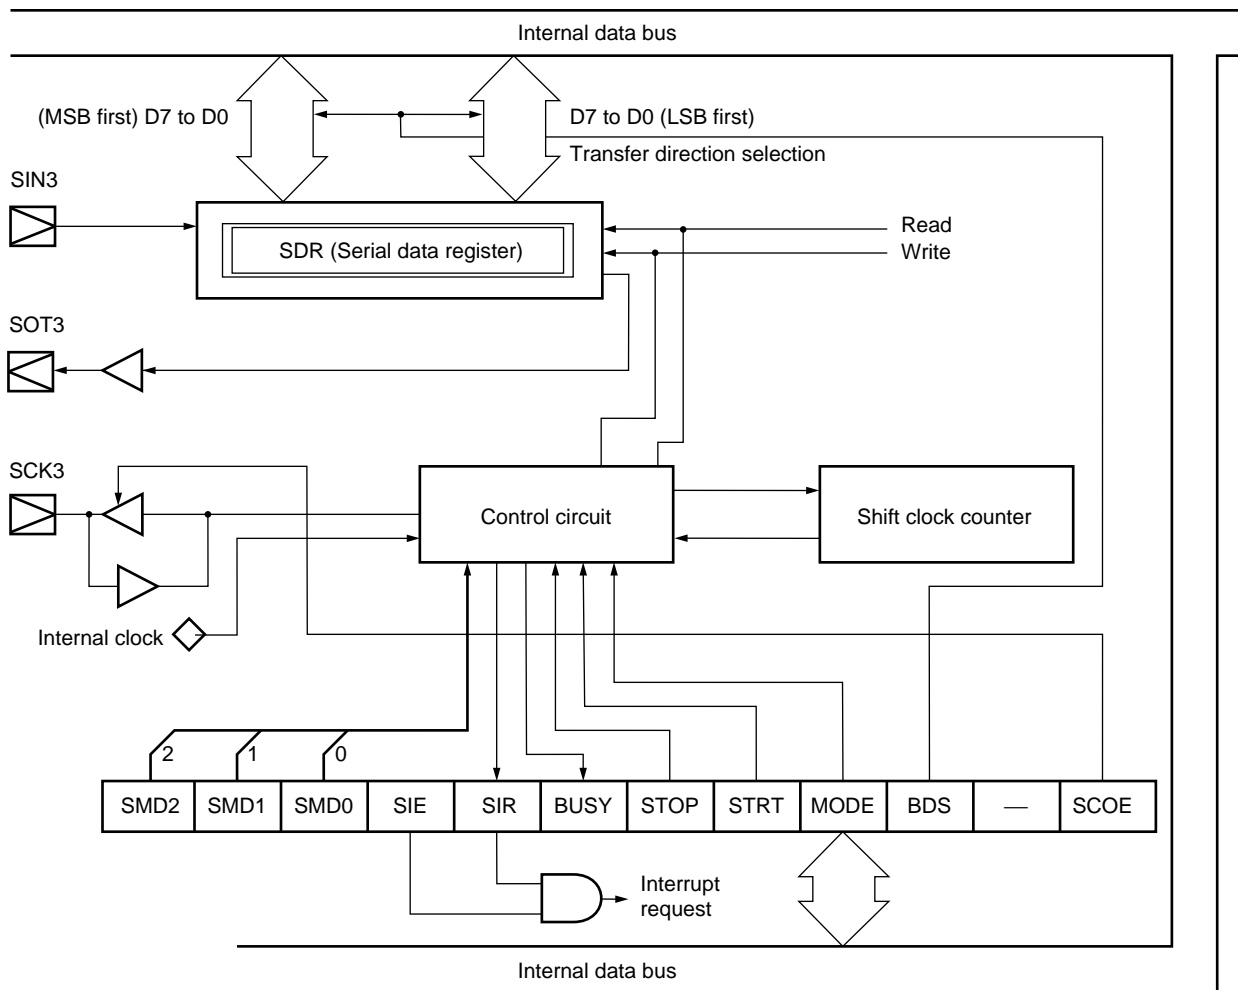 Internal data bus
(MSB first) D7 to D0
D7 to D0 (LSB first)
Transfer direction selection
SIN3
Read
SDR (Serial data register)
Write
SOT3
SCK3
Control circuit
Shift clock counter
Internal clock
2
1
0
SMD2 SMD1 SMD0 SIE SIR BUSY STOP STRT MODE BDS — SCOE
Interrupt
request
Internal data bus